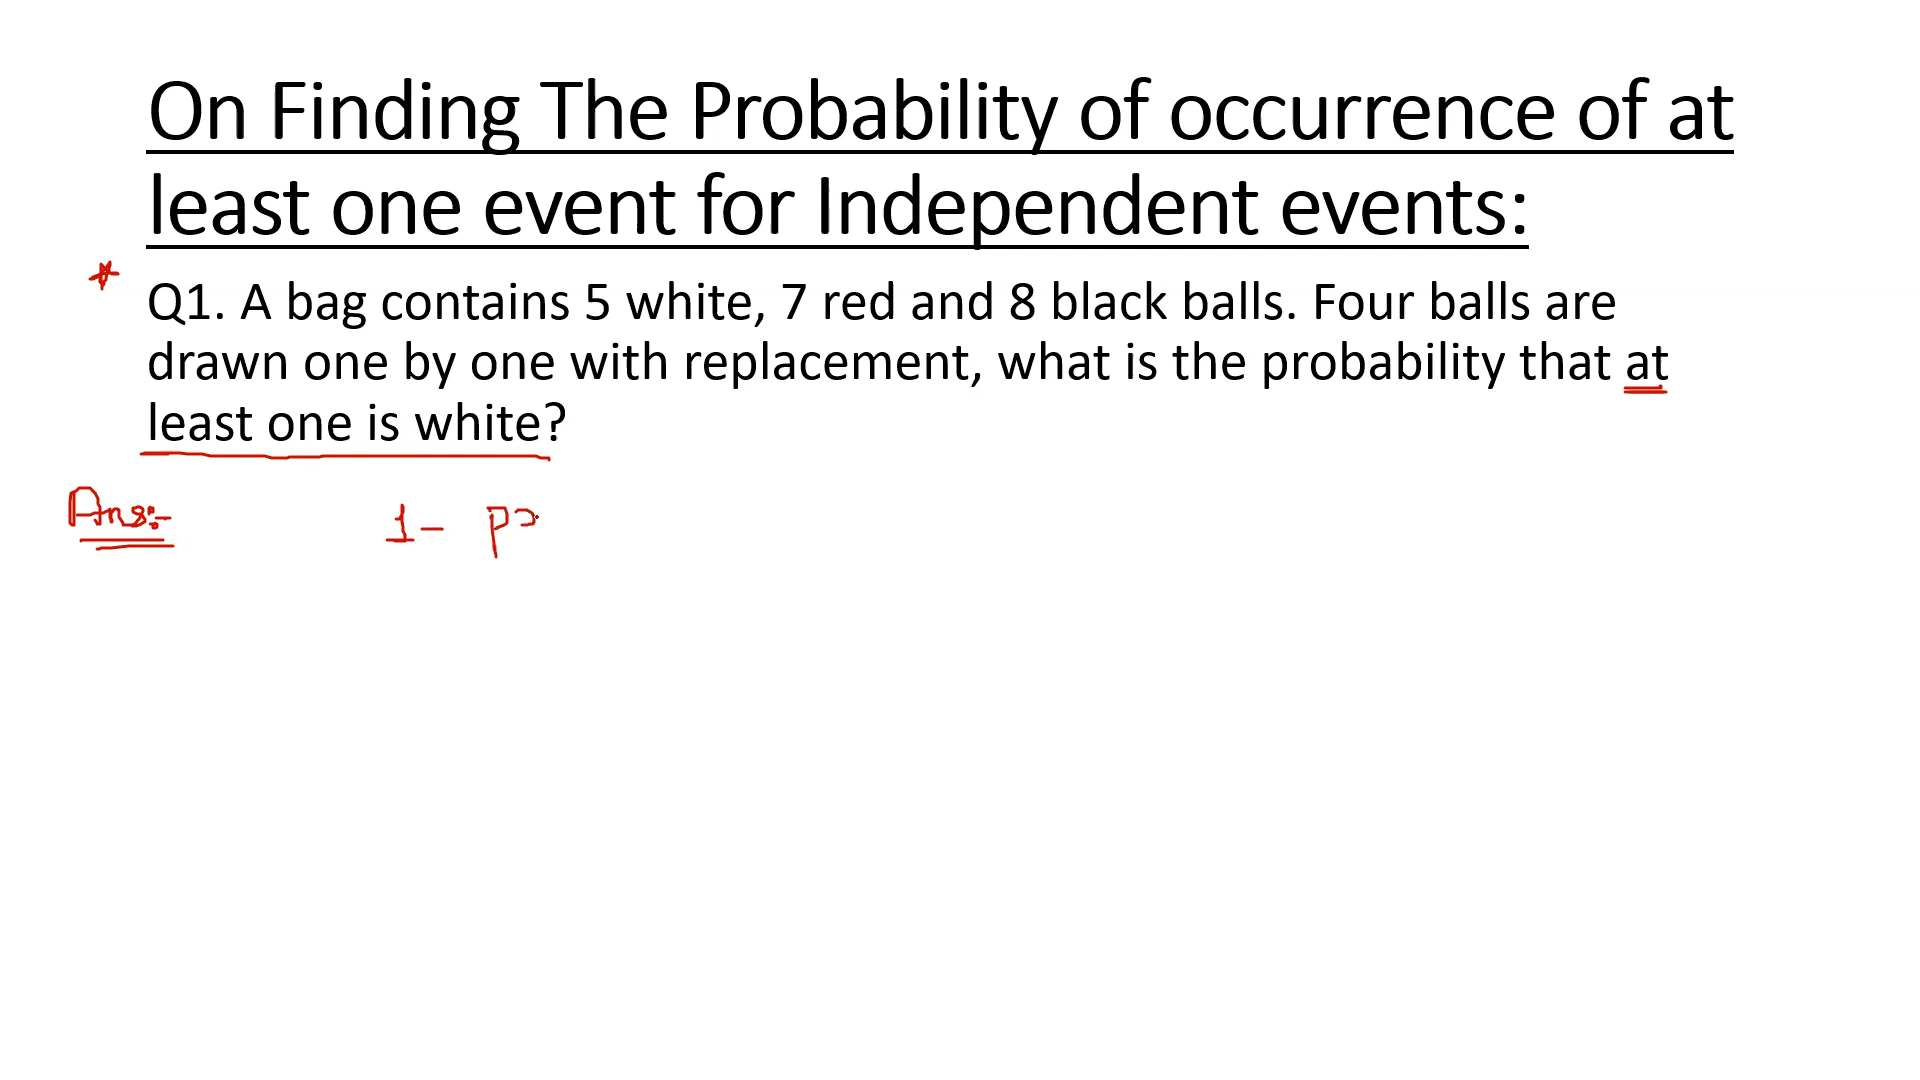 On Finding The Probability of occurrence of at
least one event for Independent events:
Q1. A bag contains 5 white, 7 red and 8 black balls. Four balls are
drawn one by one with replacement, what is the probability that at
least one is white?
Ans:- 1 - P